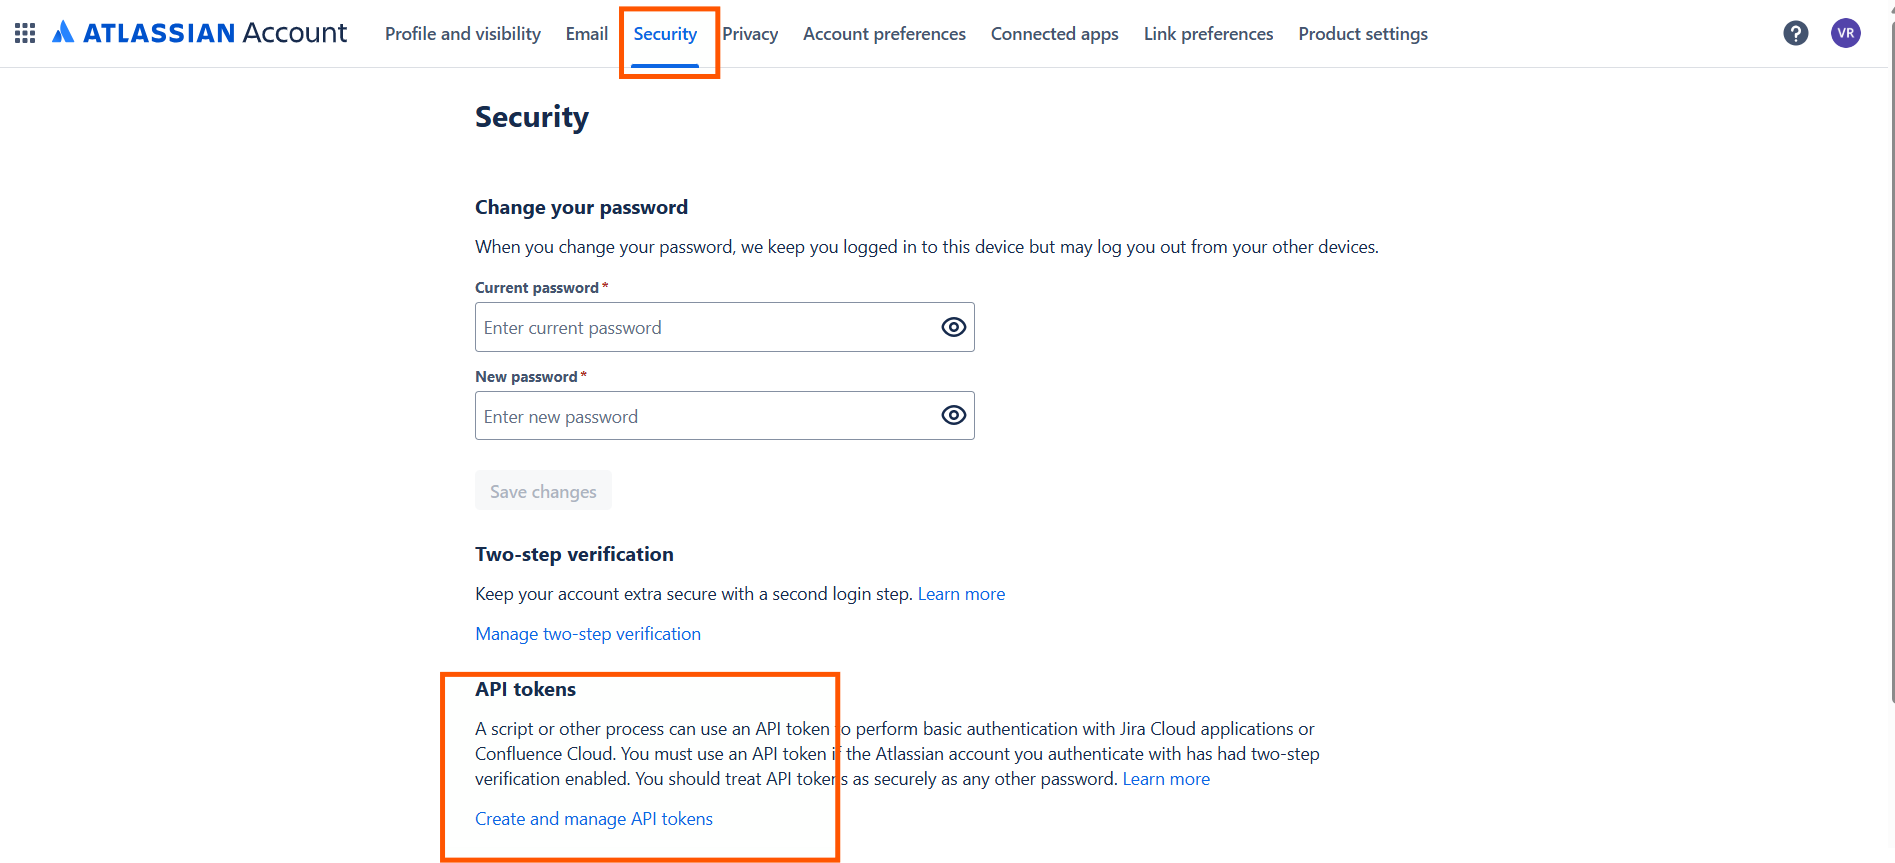 ATLASSIAN Account Profile and visibility Email Security Privacy Account preferences Connected apps Link preferences Product settings ? VR
Security
Change your password
When you change your password, we keep you logged in to this device but may log you out from your other devices.
Current password *
Enter current password
New password *
Enter new password
Save changes
Two-step verification
Keep your account extra secure with a second login step. Learn more
Manage two-step verification
API tokens
A script or other process can use an API token to perform basic authentication with Jira Cloud applications or
Confluence Cloud. You must use an API token if the Atlassian account you authenticate with has had two-step
verification enabled. You should treat API tokens as securely as any other password. Learn more
Create and manage API tokens